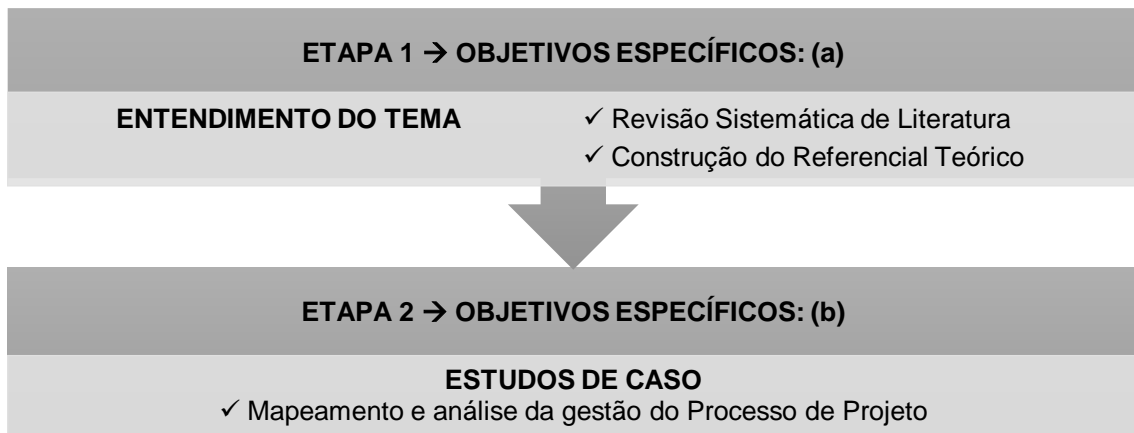 ETAPA 1 → OBJETIVOS ESPECÍFICOS: (a)
ENTENDIMENTO DO TEMA
✓ Revisão Sistemática de Literatura
✓ Construção do Referencial Teórico
ETAPA 2 → OBJETIVOS ESPECÍFICOS: (b)
ESTUDOS DE CASO
✓ Mapeamento e análise da gestão do Processo de Projeto